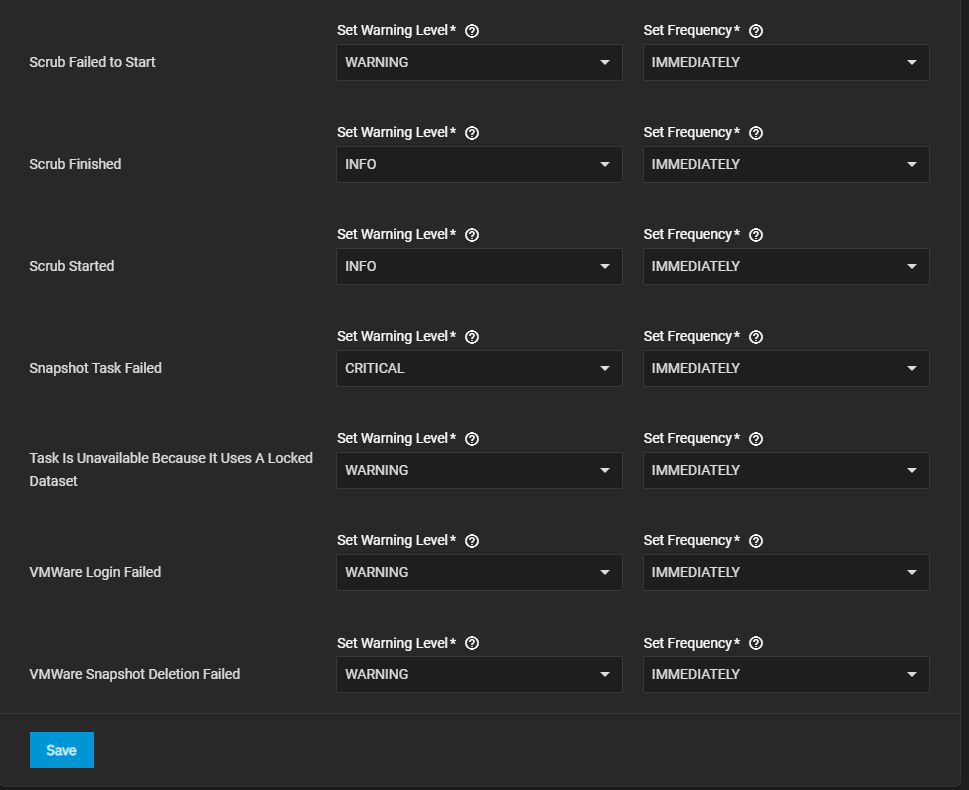 Set Warning Level* Set Frequency*
Scrub Failed to Start WARNING IMMEDIATELY
Set Warning Level* Set Frequency*
Scrub Finished INFO IMMEDIATELY
Set Warning Level* Set Frequency*
Scrub Started INFO IMMEDIATELY
Set Warning Level* Set Frequency*
Snapshot Task Failed CRITICAL IMMEDIATELY
Set Warning Level* Set Frequency*
Task Is Unavailable Because It Uses A Locked
Dataset
WARNING IMMEDIATELY
Set Warning Level* Set Frequency*
VMWare Login Failed WARNING IMMEDIATELY
Set Warning Level* Set Frequency*
VMWare Snapshot Deletion Failed WARNING IMMEDIATELY
Save